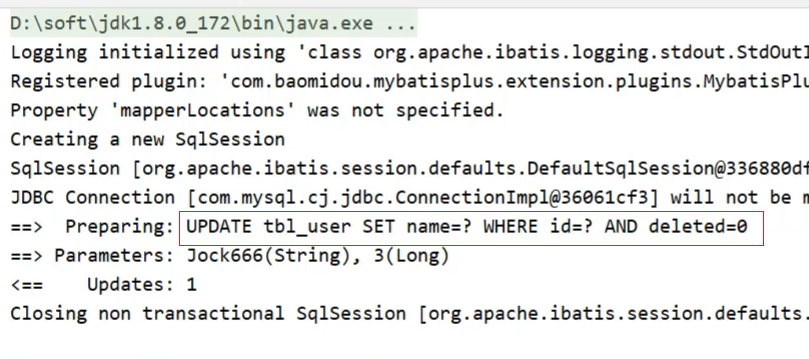 D:\soft\jdk1.8.0_172\bin\java.exe ...
Logging initialized using 'class org.apache.ibatis.logging.stdout.StdOutI
Registered plugin: 'com.baomidou.mybatisplus.extension.plugins.MybatisPlu
Property 'mapperLocations' was not specified.
Creating a new SqlSession
SqlSession [org.apache.ibatis.session.defaults.DefaultSqlSession@336880df
JDBC Connection [com.mysql.cj.jdbc.ConnectionImpl@36061cf3] will not be m
==>  Preparing: UPDATE tbl_user SET name=? WHERE id=? AND deleted=0
==> Parameters: Jock666(String), 3(Long)
<==    Updates: 1
Closing non transactional SqlSession [org.apache.ibatis.session.defaults.